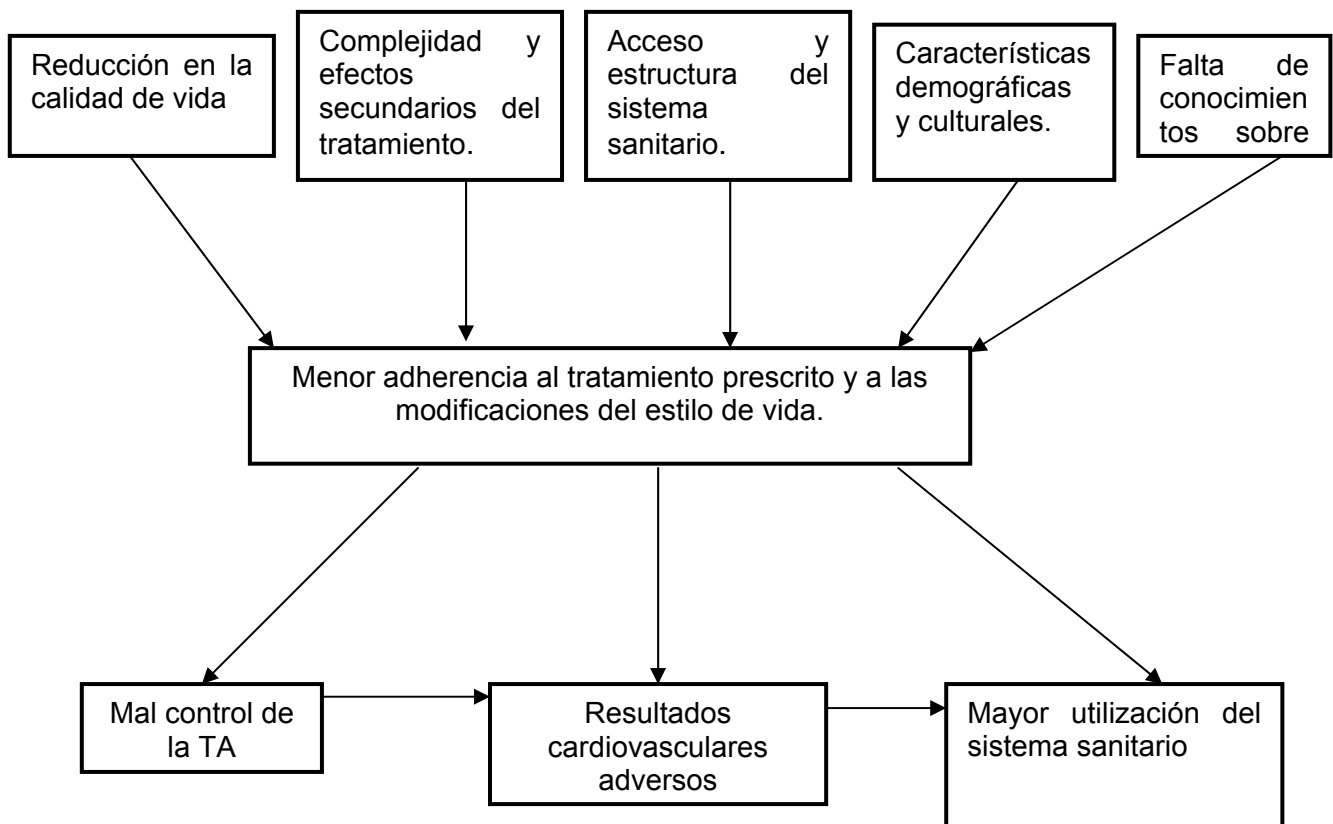 Reducción en la
calidad de vida
Complejidad y
efectos
secundarios del
tratamiento.
Acceso y
estructura del
sistema
sanitario.
Características
demográficas
y culturales.
Falta de
conocimien
tos sobre
Menor adherencia al tratamiento prescrito y a las
modificaciones del estilo de vida.
Mal control de
la TA
Resultados
cardiovasculares
adversos
Mayor utilización del
sistema sanitario